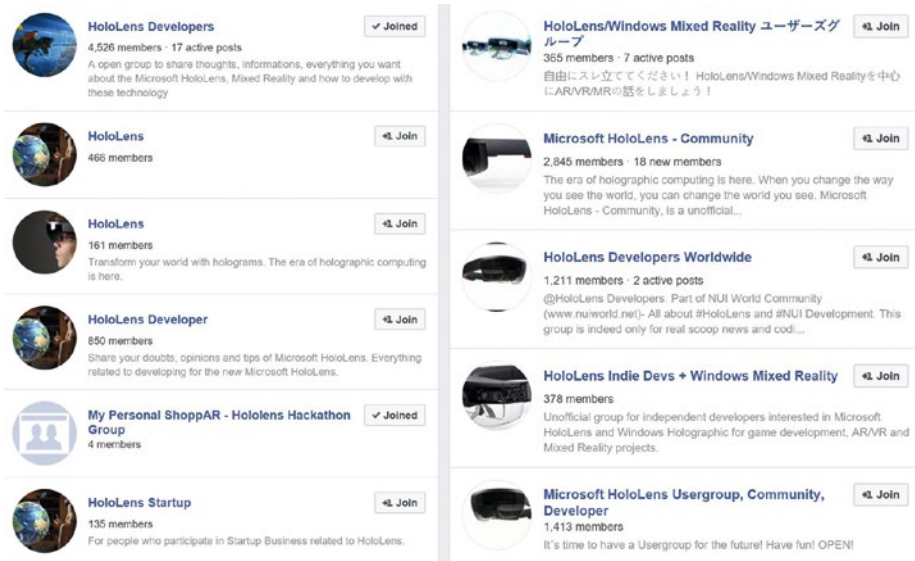 HoloLens Developers
✓ Joined
4,526 members · 17 active posts
A open group to share thoughts, informations, everything you want
about the Microsoft HoloLens, Mixed Reality and how to develop with
these technology
HoloLens
+1 Join
466 members
HoloLens
+1 Join
161 members
Transform your world with holograms. The era of holographic computing
is here.
HoloLens Developer
+1 Join
850 members
Share your doubts, opinions and tips of Microsoft HoloLens. Everything
related to developing for the new Microsoft HoloLens.
My Personal ShoppAR - Hololens Hackathon
Group
✓ Joined
4 members
HoloLens Startup
+1 Join
135 members
For people who participate in Startup Business related to HoloLens.
HoloLens/Windows Mixed Reality ユーザーズグ
ループ
+1 Join
365 members · 7 active posts
自由にスレ立ててください！ HoloLens/Windows Mixed Realityを中心
にAR/VR/MRの話をしましょう！
Microsoft HoloLens - Community
+1 Join
2,845 members · 18 new members
The era of holographic computing is here. When you change the way
you see the world, you can change the world you see. Microsoft
HoloLens - Community, is a unofficial...
HoloLens Developers Worldwide
+1 Join
1,211 members · 2 active posts
@HoloLens Developers. Part of NUI World Community
(www.nuiworld.net)- All about #HoloLens and #NUI Development. This
group is indeed only for real scoop news and codi...
HoloLens Indie Devs + Windows Mixed Reality
+1 Join
378 members
Unofficial group for independent developers interested in Microsoft
HoloLens and Windows Holographic for game development, AR/VR and
Mixed Reality projects.
Microsoft HoloLens Usergroup, Community,
Developer
+1 Join
1,413 members
It´s time to have a Usergroup for the future! Have fun! OPEN!